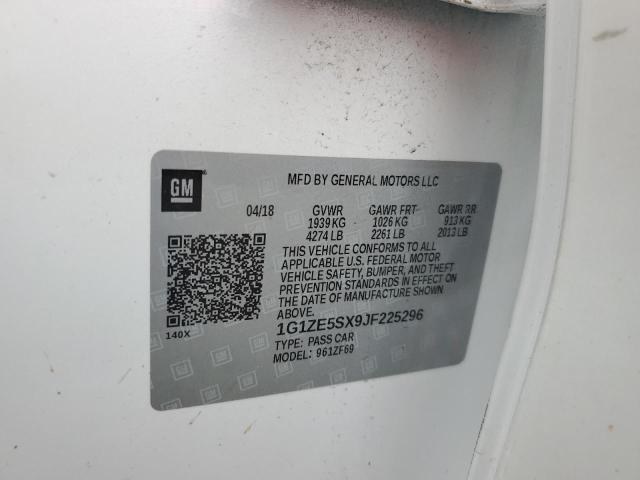 GM
MFD BY GENERAL MOTORS LLC
04/18 GVWR GAWR FRT GAWR RR
1939 KG 1026 KG 913 KG
4274 LB 2261 LB 2013 LB
THIS VEHICLE CONFORMS TO ALL
APPLICABLE U.S. FEDERAL MOTOR
VEHICLE SAFETY, BUMPER, AND THEFT
PREVENTION STANDARDS IN EFFECT ON
THE DATE OF MANUFACTURE SHOWN
ABOVE.
140X
1G1ZE5SX9JF225296
TYPE: PASS CAR
MODEL: 961ZF69